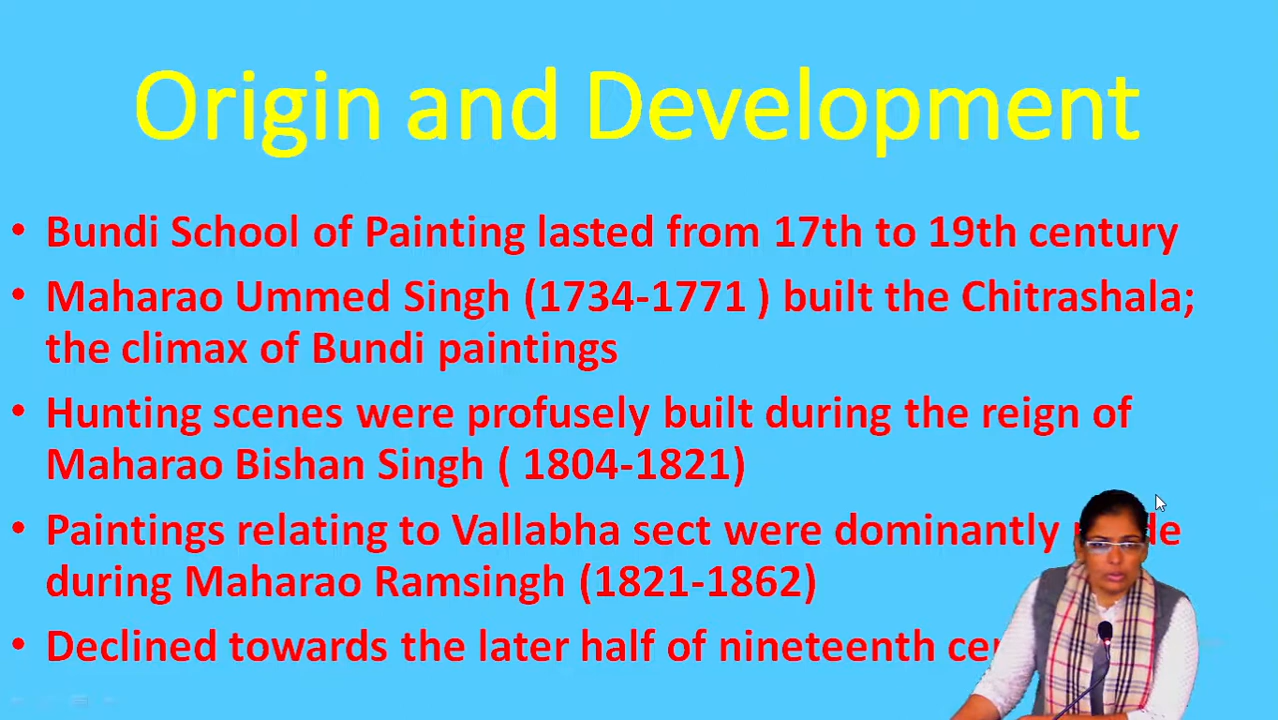 Origin and Development
• Bundi School of Painting lasted from 17th to 19th century
• Maharao Ummed Singh (1734-1771 ) built the Chitrashala;
the climax of Bundi paintings
• Hunting scenes were profusely built during the reign of
Maharao Bishan Singh ( 1804-1821)
• Paintings relating to Vallabha sect were dominantly
during Maharao Ramsingh (1821-1862)
• Declined towards the later half of nineteenth